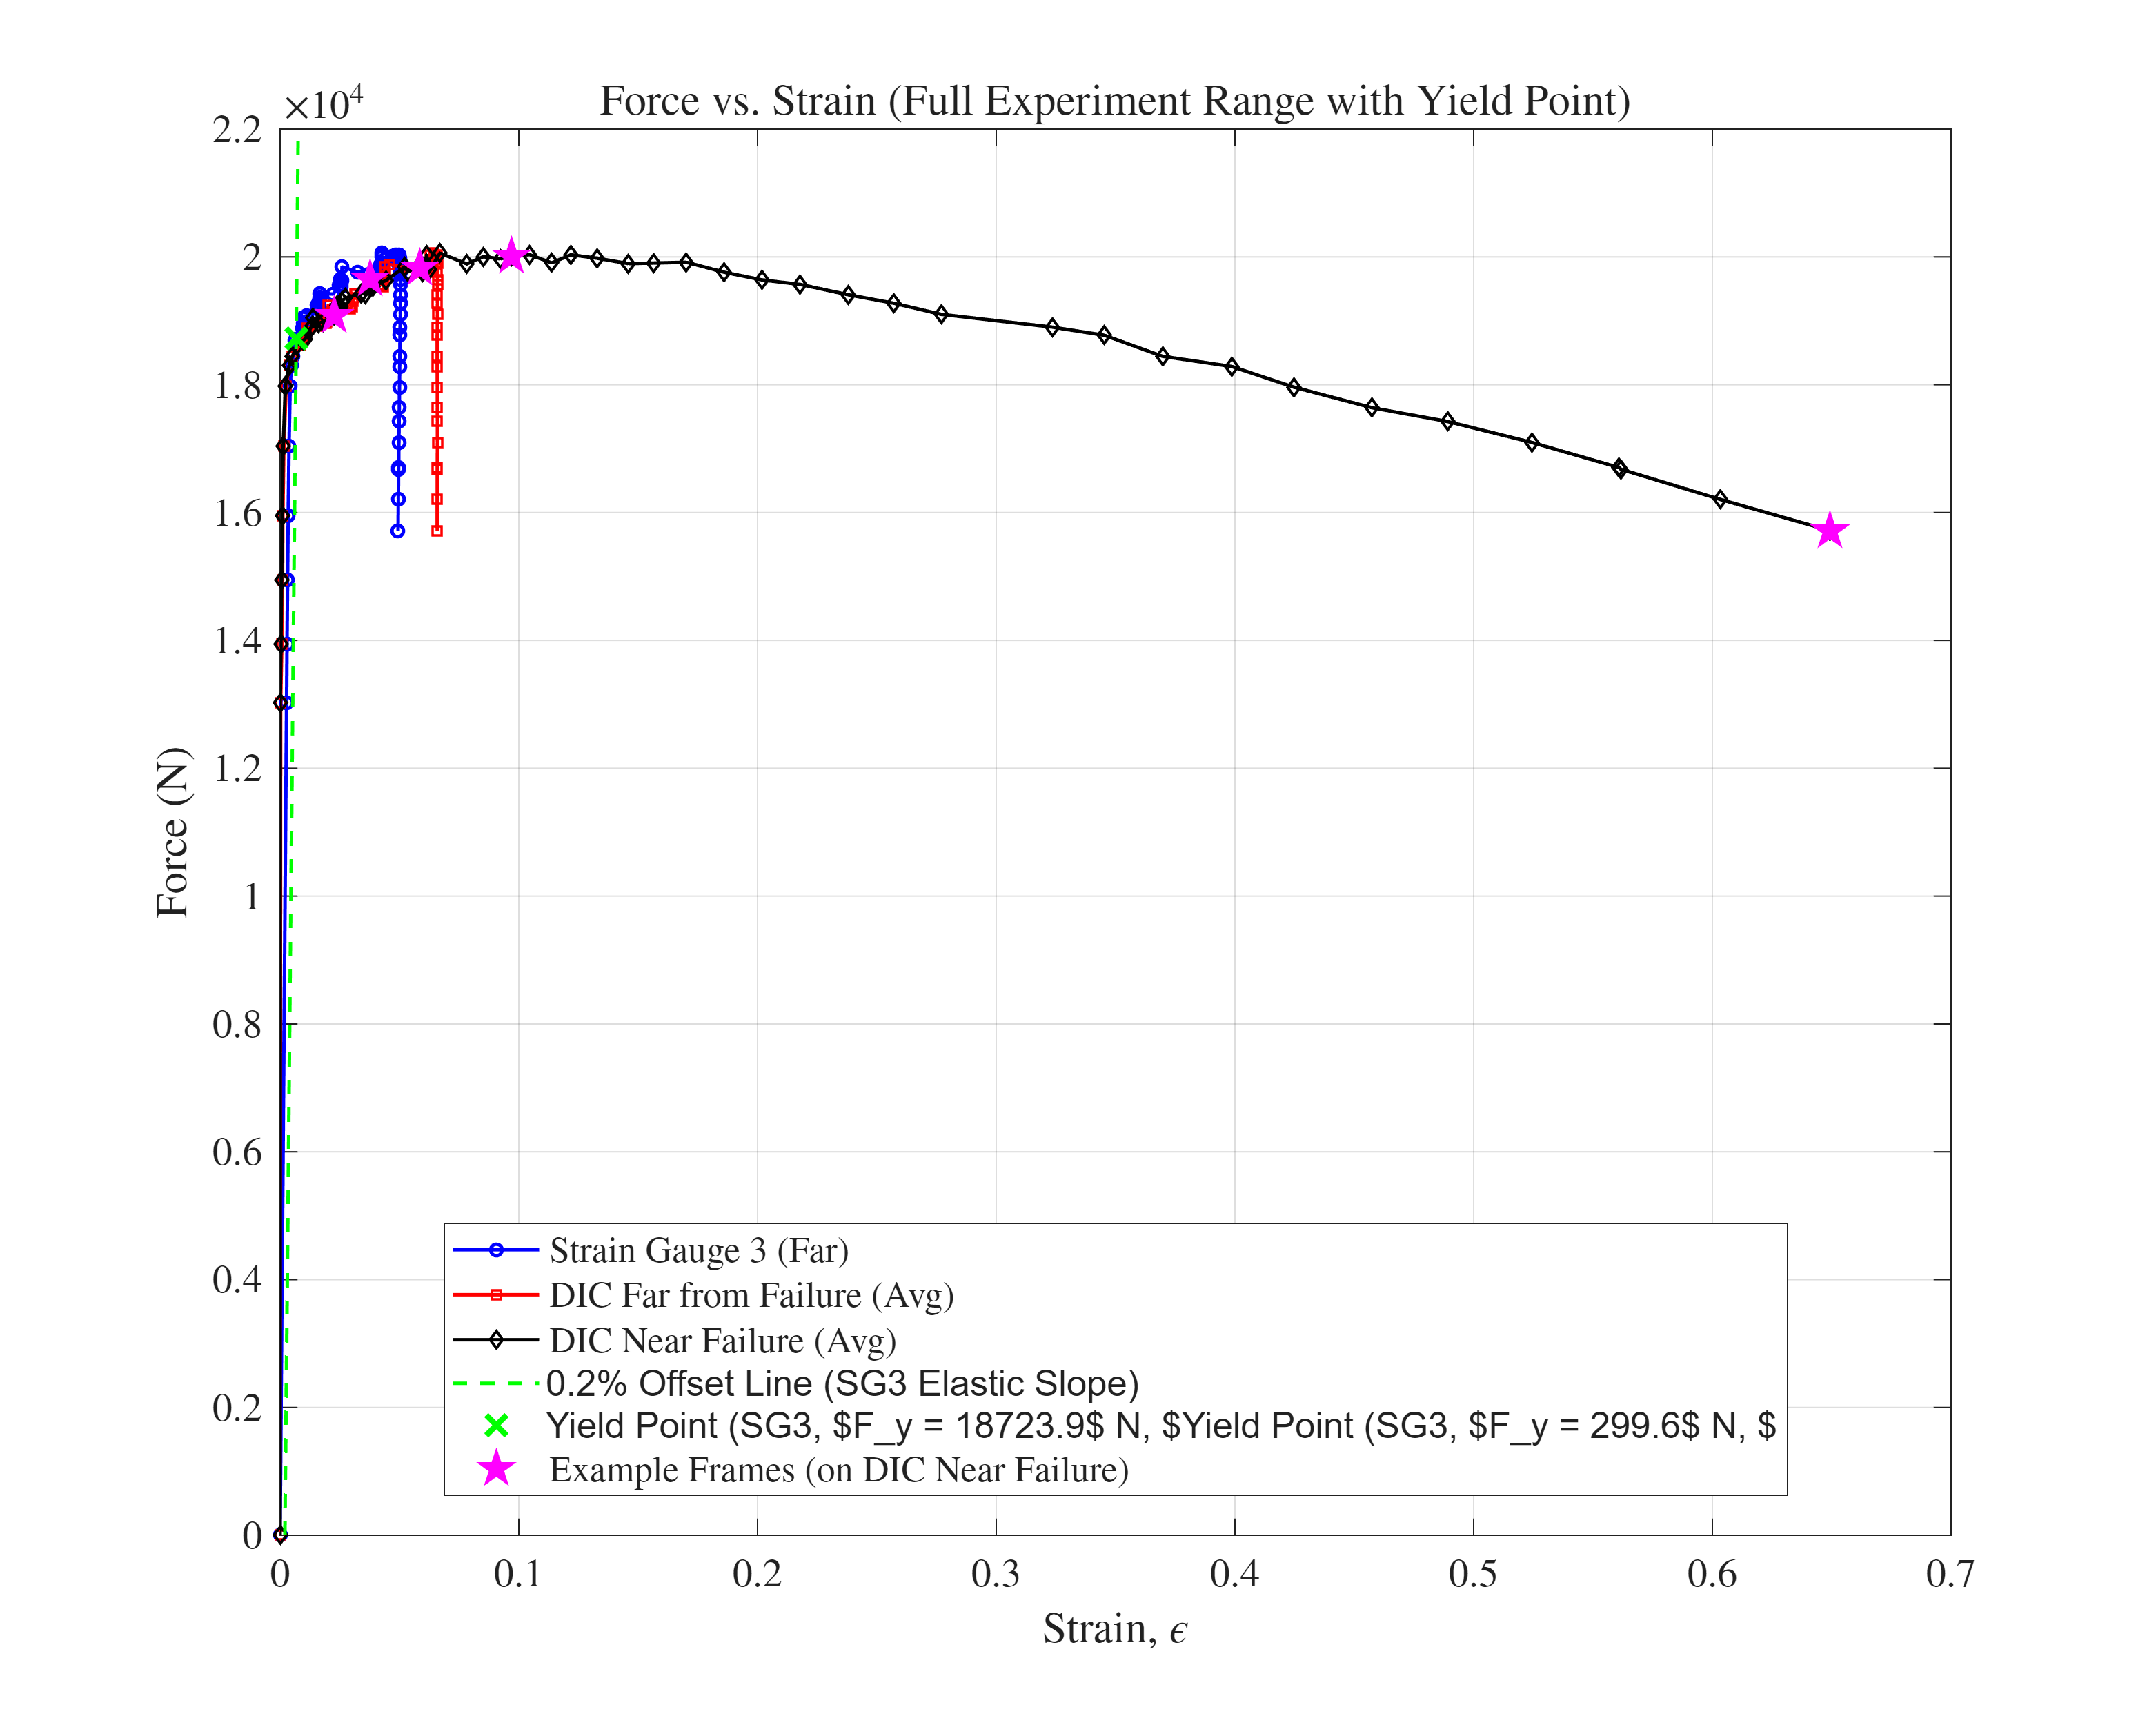 Force vs. Strain (Full Experiment Range with Yield Point)
×10⁴
2.2
2
1.8
1.6
1.4
1.2
1
0.8
0.6
0.4
0.2
0
Force (N)
Strain Gauge 3 (Far)
DIC Far from Failure (Avg)
DIC Near Failure (Avg)
0.2% Offset Line (SG3 Elastic Slope)
Yield Point (SG3, $F_y = 18723.9$ N, $Yield Point (SG3, $F_y = 299.6$ N, $
Example Frames (on DIC Near Failure)
0 0.1 0.2 0.3 0.4 0.5 0.6 0.7
Strain, ϵ